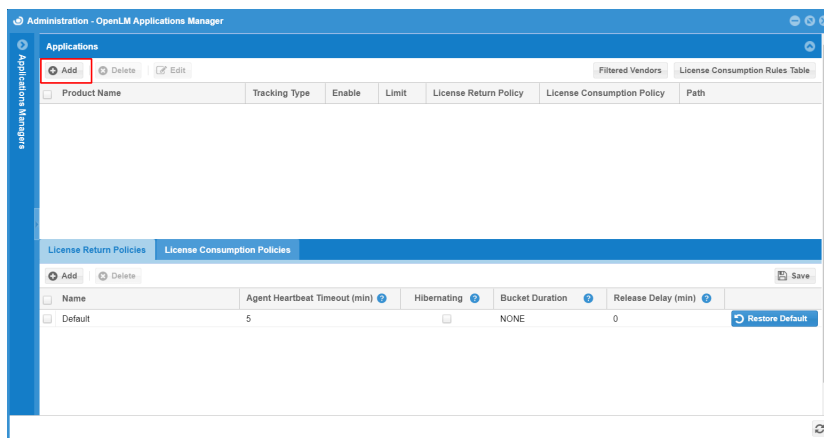 Administration - OpenLM Applications Manager
Applications Managers
Applications
Add Delete Edit Filtered Vendors License Consumption Rules Table
Product Name Tracking Type Enable Limit License Return Policy License Consumption Policy Path
License Return Policies License Consumption Policies
Add Delete Save
Name Agent Heartbeat Timeout (min) ? Hibernating ? Bucket Duration ? Release Delay (min) ?
Default 5 NONE 0 Restore Default